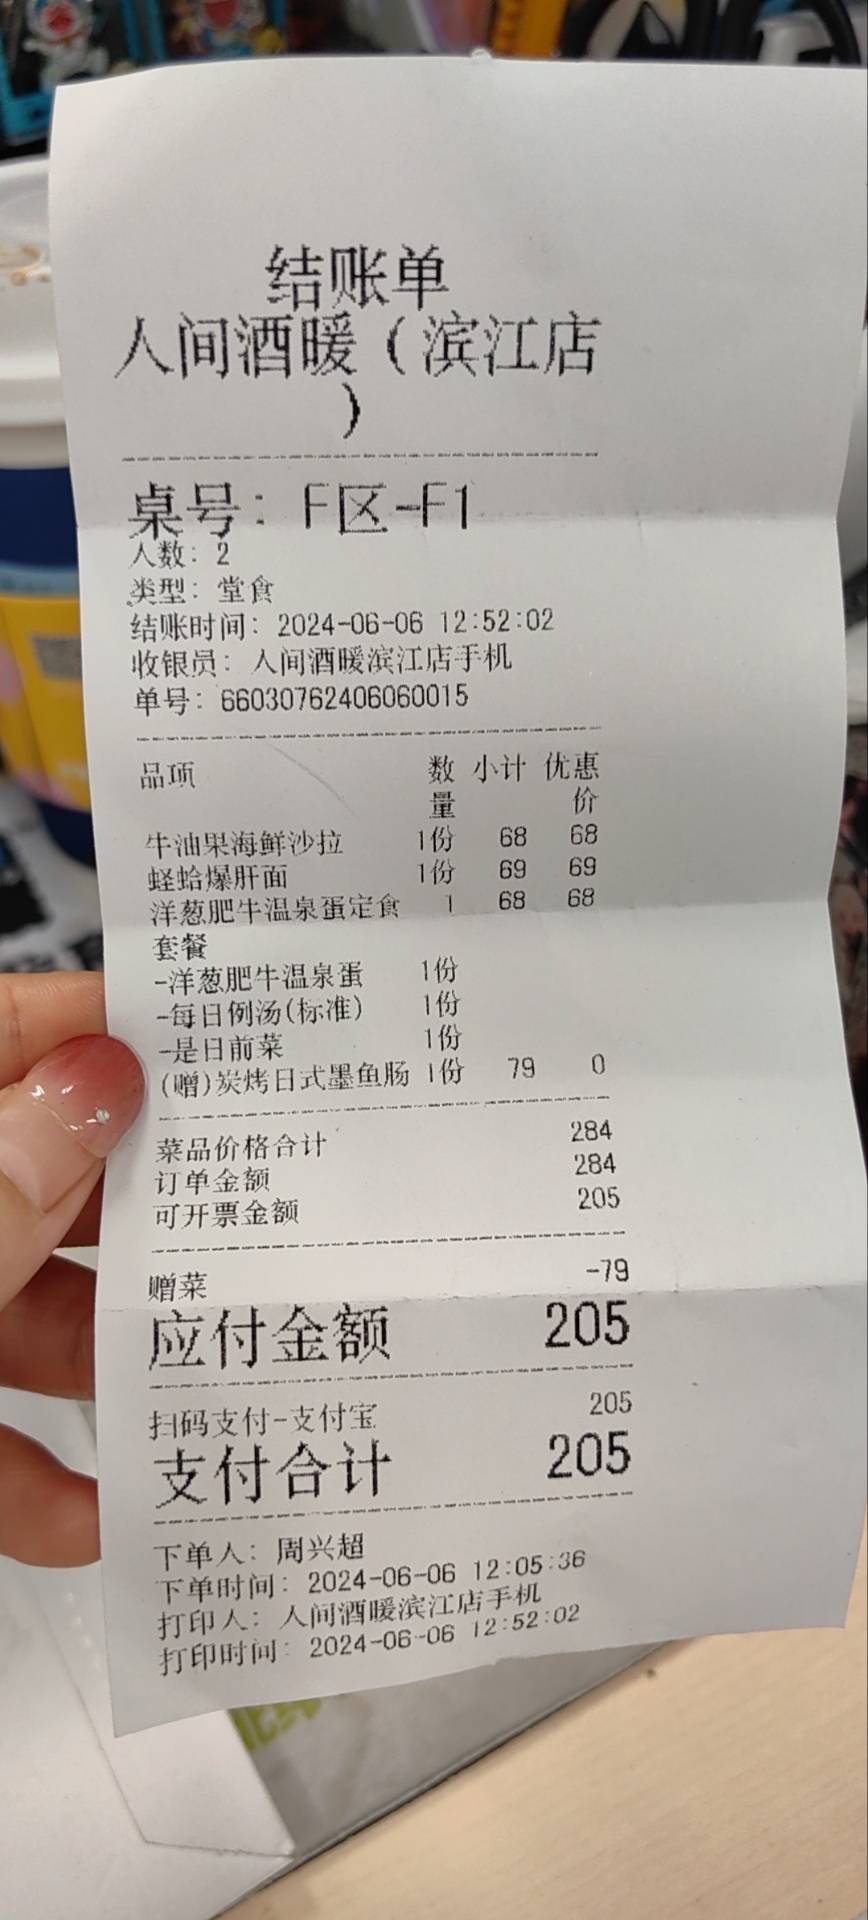 结账单
人间酒暖（滨江店
）
桌号：F区-F1
人数：2
类型：堂食
结账时间：2024-06-06 12:52:02
收银员：人间酒暖滨江店手机
单号：66030762406060015
品项 数 小计 优惠
量 价
牛油果海鲜沙拉 1份 68 68
蛏蛤爆肝面 1份 69 69
洋葱肥牛温泉蛋定食 1 68 68
套餐
-洋葱肥牛温泉蛋 1份
-每日例汤(标准) 1份
-是日前菜 1份
(赠)炭烤日式墨鱼肠 1份 79 0
菜品价格合计 284
订单金额 284
可开票金额 205
赠菜 -79
应付金额 205
扫码支付-支付宝 205
支付合计 205
下单人：周兴超
下单时间：2024-06-06 12:05:36
打印人：人间酒暖滨江店手机
打印时间：2024-06-06 12:52:02